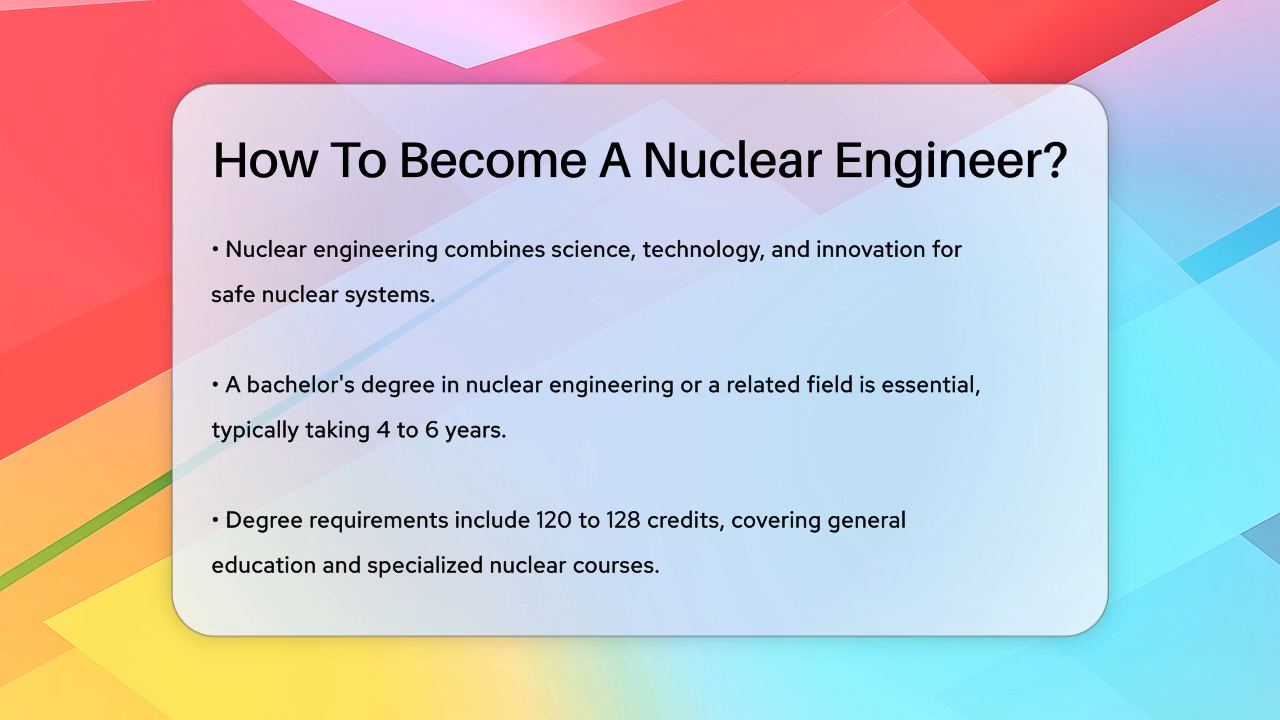 How To Become A Nuclear Engineer?
• Nuclear engineering combines science, technology, and innovation for
safe nuclear systems.
• A bachelor's degree in nuclear engineering or a related field is essential,
typically taking 4 to 6 years.
• Degree requirements include 120 to 128 credits, covering general
education and specialized nuclear courses.